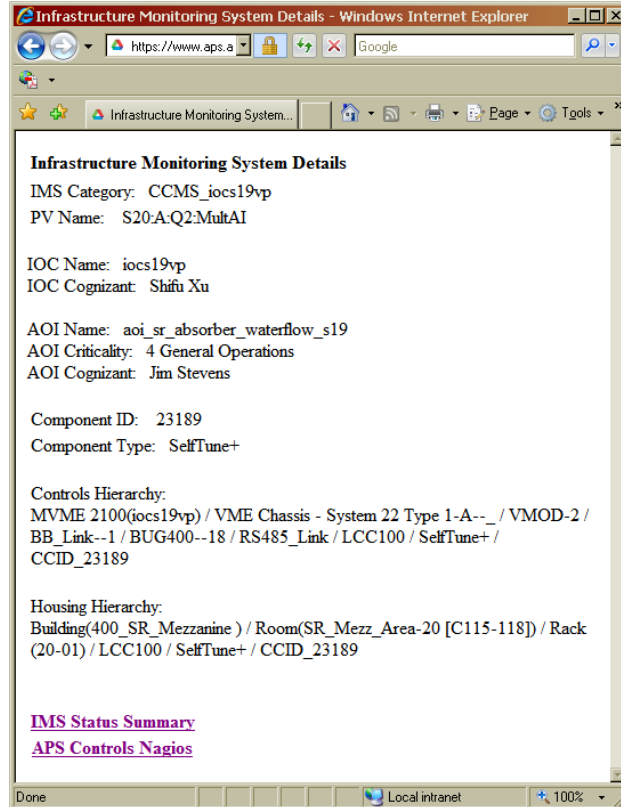 Infrastructure Monitoring System Details - Windows Internet Explorer
https://www.aps.a
Google
Infrastructure Monitoring System...
Page
Tools
»
Infrastructure Monitoring System Details
IMS Category: CCMS_iocs19vp
PV Name: S20:A:Q2:MultAI
IOC Name: iocs19vp
IOC Cognizant: Shifu Xu
AOI Name: aoi_sr_absorber_waterflow_s19
AOI Criticality: 4 General Operations
AOI Cognizant: Jim Stevens
Component ID: 23189
Component Type: SelfTune+
Controls Hierarchy:
MVME 2100(iocs19vp) / VME Chassis - System 22 Type 1-A--_ / VMOD-2 /
BB_Link--1 / BUG400--18 / RS485_Link / LCC100 / SelfTune+ /
CCID_23189
Housing Hierarchy:
Building(400_SR_Mezzanine ) / Room(SR_Mezz_Area-20 [C115-118]) / Rack
(20-01) / LCC100 / SelfTune+ / CCID_23189
IMS Status Summary
APS Controls Nagios
Done
Local intranet
100%